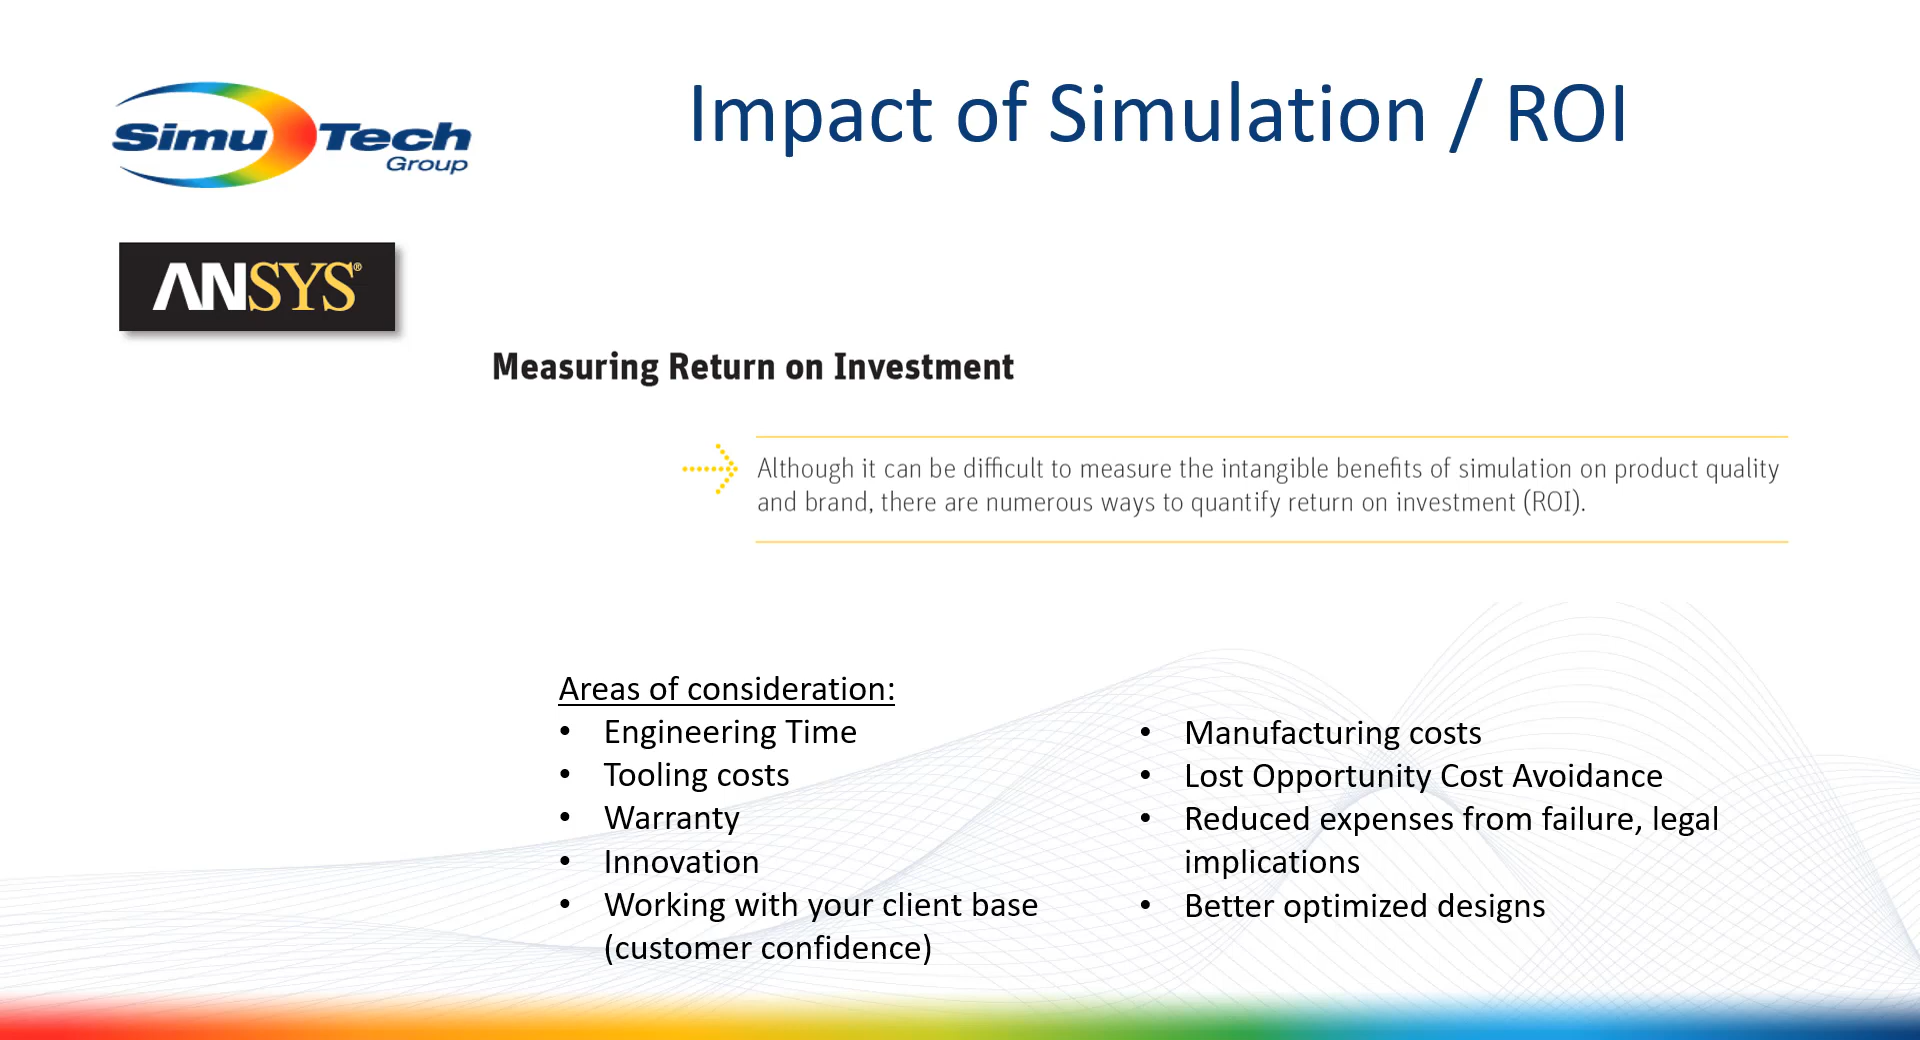 Simu Tech
Group
Impact of Simulation / ROI
ANSYS®
Measuring Return on Investment
Although it can be difficult to measure the intangible benefits of simulation on product quality
and brand, there are numerous ways to quantify return on investment (ROI).
Areas of consideration:
• Engineering Time
• Tooling costs
• Warranty
• Innovation
• Working with your client base
(customer confidence)
• Manufacturing costs
• Lost Opportunity Cost Avoidance
• Reduced expenses from failure, legal
implications
• Better optimized designs